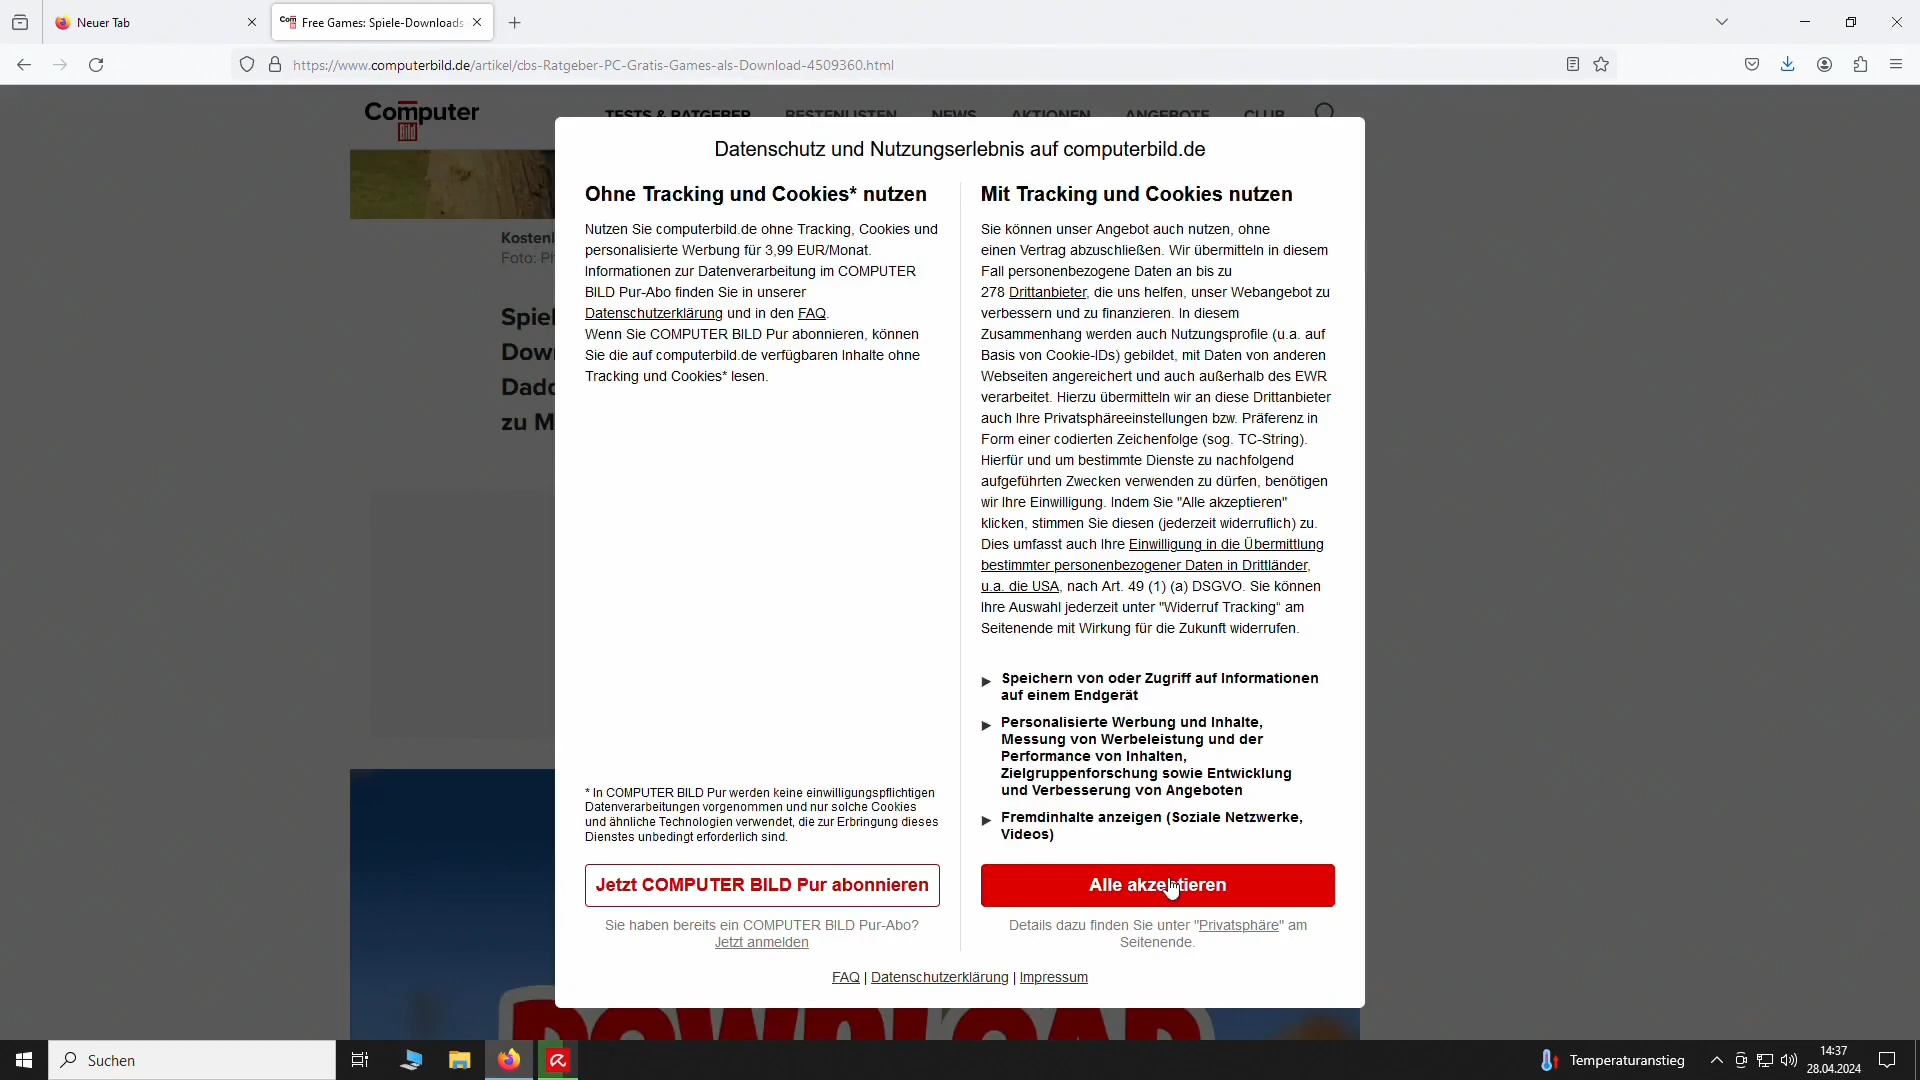 Neuer Tab
Free Games: Spiele-Downloads
https://www.computerbild.de/artikel/cbs-Ratgeber-PC-Gratis-Games-als-Download-4509360.html
Computer
Bild
TESTS & RATGEBER BESTENLISTEN NEWS AKTIONEN ANGEBOTE CLUB
Datenschutz und Nutzungserlebnis auf computerbild.de
Ohne Tracking und Cookies* nutzen
Nutzen Sie computerbild.de ohne Tracking, Cookies und
personalisierte Werbung für 3,99 EUR/Monat.
Informationen zur Datenverarbeitung im COMPUTER
BILD Pur-Abo finden Sie in unserer
Datenschutzerklärung und in den FAQ.
Wenn Sie COMPUTER BILD Pur abonnieren, können
Sie die auf computerbild.de verfügbaren Inhalte ohne
Tracking und Cookies* lesen.
* In COMPUTER BILD Pur werden keine einwilligungspflichtigen
Datenverarbeitungen vorgenommen und nur solche Cookies
und ähnliche Technologien verwendet, die zur Erbringung dieses
Dienstes unbedingt erforderlich sind.
Jetzt COMPUTER BILD Pur abonnieren
Sie haben bereits ein COMPUTER BILD Pur-Abo?
Jetzt anmelden
Mit Tracking und Cookies nutzen
Sie können unser Angebot auch nutzen, ohne
einen Vertrag abzuschließen. Wir übermitteln in diesem
Fall personenbezogene Daten an bis zu
278 Drittanbieter, die uns helfen, unser Webangebot zu
verbessern und zu finanzieren. In diesem
Zusammenhang werden auch Nutzungsprofile (u.a. auf
Basis von Cookie-IDs) gebildet, mit Daten von anderen
Webseiten angereichert und auch außerhalb des EWR
verarbeitet. Hierzu übermitteln wir an diese Drittanbieter
auch Ihre Privatsphäreeinstellungen bzw. Präferenz in
Form einer codierten Zeichenfolge (sog. TC-String).
Hierfür und um bestimmte Dienste zu nachfolgend
aufgeführten Zwecken verwenden zu dürfen, benötigen
wir Ihre Einwilligung. Indem Sie "Alle akzeptieren"
klicken, stimmen Sie diesen (jederzeit widerruflich) zu.
Dies umfasst auch Ihre Einwilligung in die Übermittlung
bestimmter personenbezogener Daten in Drittländer,
u.a. die USA, nach Art. 49 (1) (a) DSGVO. Sie können
Ihre Auswahl jederzeit unter "Widerruf Tracking“ am
Seitenende mit Wirkung für die Zukunft widerrufen.
Speichern von oder Zugriff auf Informationen
auf einem Endgerät
Personalisierte Werbung und Inhalte,
Messung von Werbeleistung und der
Performance von Inhalten,
Zielgruppenforschung sowie Entwicklung
und Verbesserung von Angeboten
Fremdinhalte anzeigen (Soziale Netzwerke,
Videos)
Alle akzeptieren
Details dazu finden Sie unter "Privatsphäre" am
Seitenende.
FAQ | Datenschutzerklärung | Impressum
DOWNLOAD
Suchen
Temperaturanstieg
14:37
28.04.2024